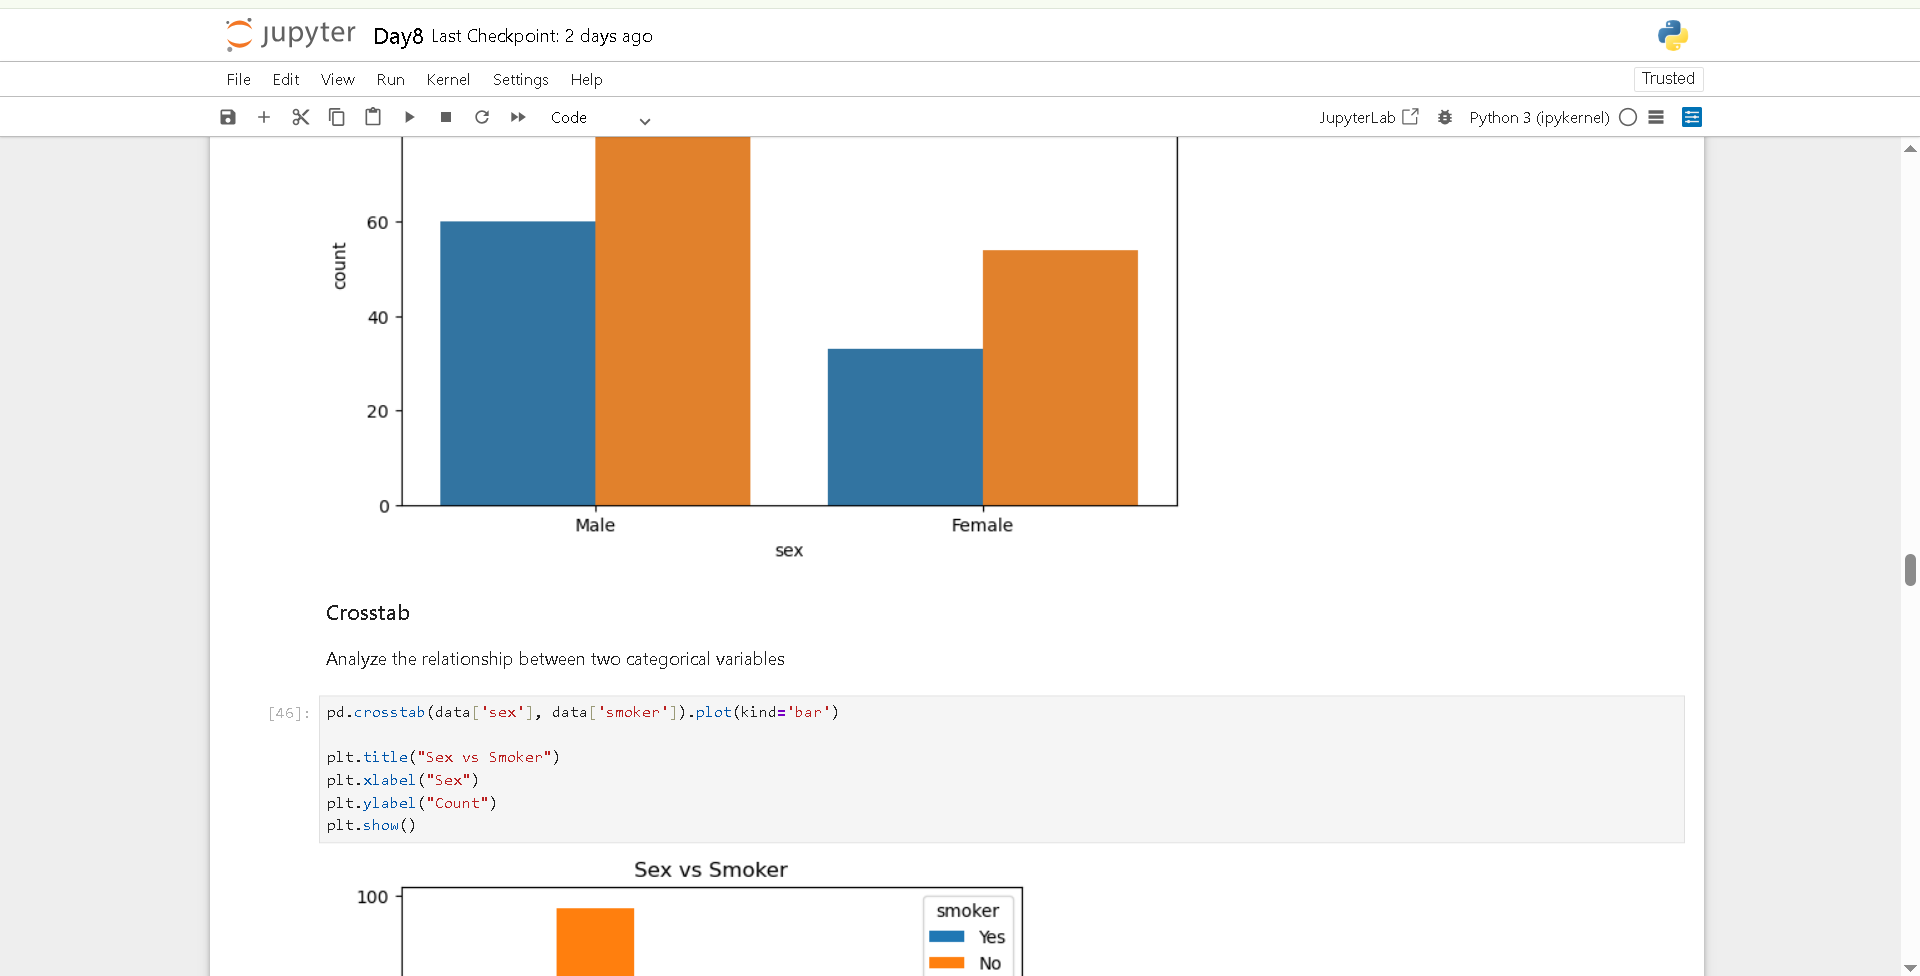 jupyter Day8 Last Checkpoint: 2 days ago
File Edit View Run Kernel Settings Help
Trusted
Code
JupyterLab
Python 3 (ipykernel)
60
40
20
0
count
Male Female
sex
Crosstab
Analyze the relationship between two categorical variables
[46]: pd.crosstab(data['sex'], data['smoker']).plot(kind='bar')
plt.title("Sex vs Smoker")
plt.xlabel("Sex")
plt.ylabel("Count")
plt.show()
Sex vs Smoker
100
smoker
Yes
No